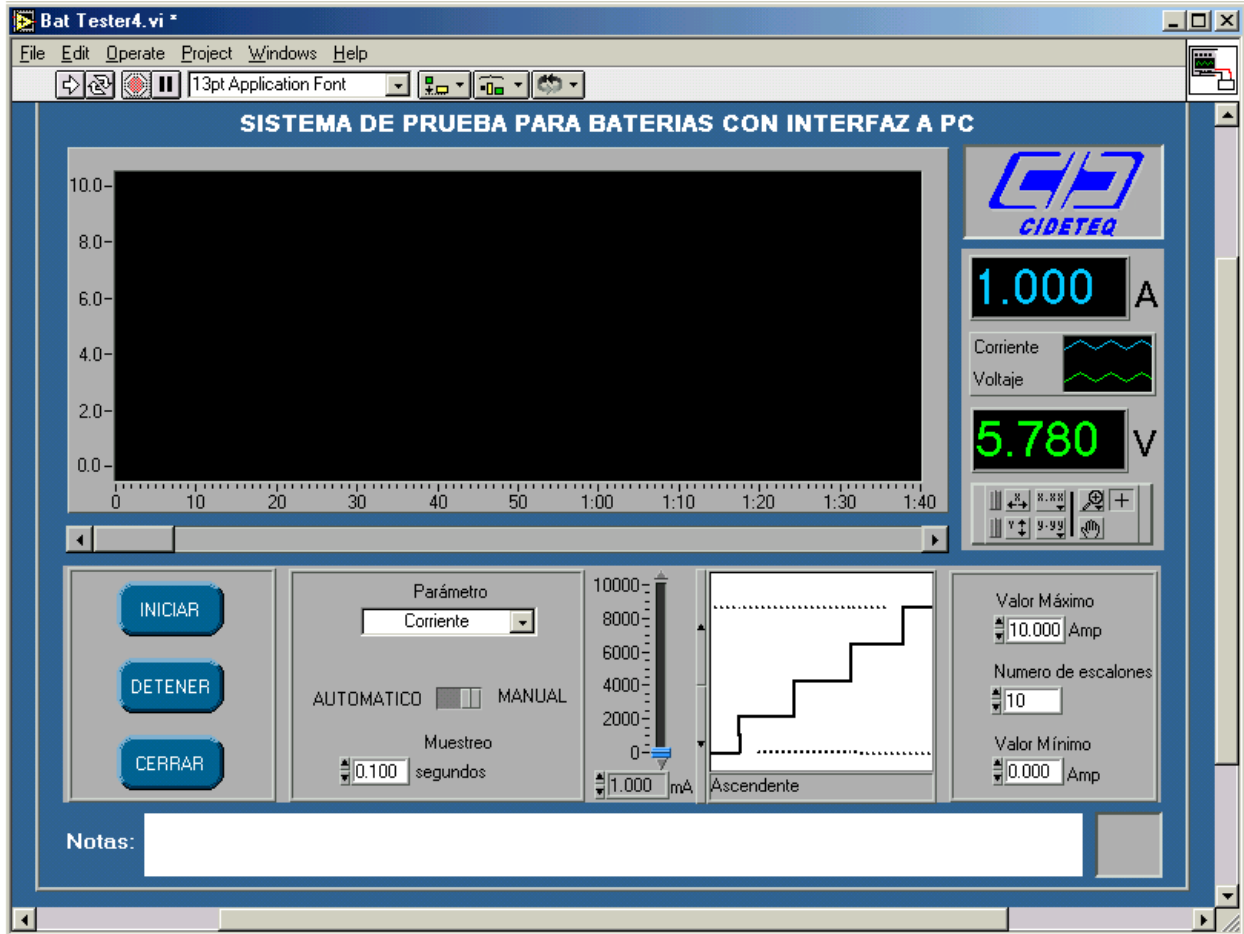 Bat Tester4.vi *
File Edit Operate Project Windows Help
13pt Application Font
SISTEMA DE PRUEBA PARA BATERIAS CON INTERFAZ A PC
10.0
8.0
6.0
4.0
2.0
0.0
0 10 20 30 40 50 1:00 1:10 1:20 1:30 1:40
CIDETEQ
1.000 A
Corriente
Voltaje
5.780 V
X X.XX
Y Y.YY
INICIAR
DETENER
CERRAR
Parámetro
Corriente
AUTOMATICO MANUAL
Muestreo
0.100 segundos
10000
8000
6000
4000
2000
0
1.000 mA
Ascendente
Valor Máximo
10.000 Amp
Numero de escalones
10
Valor Mínimo
0.000 Amp
Notas: